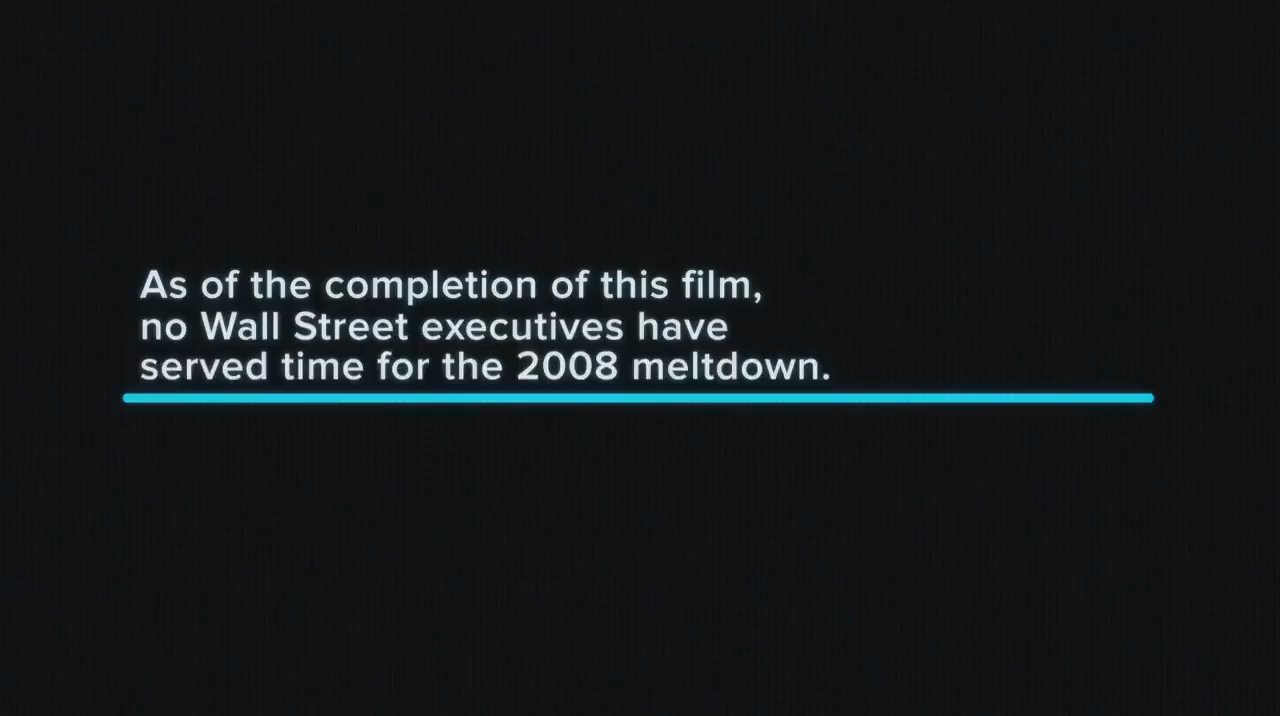 As of the completion of this film,
no Wall Street executives have
served time for the 2008 meltdown.